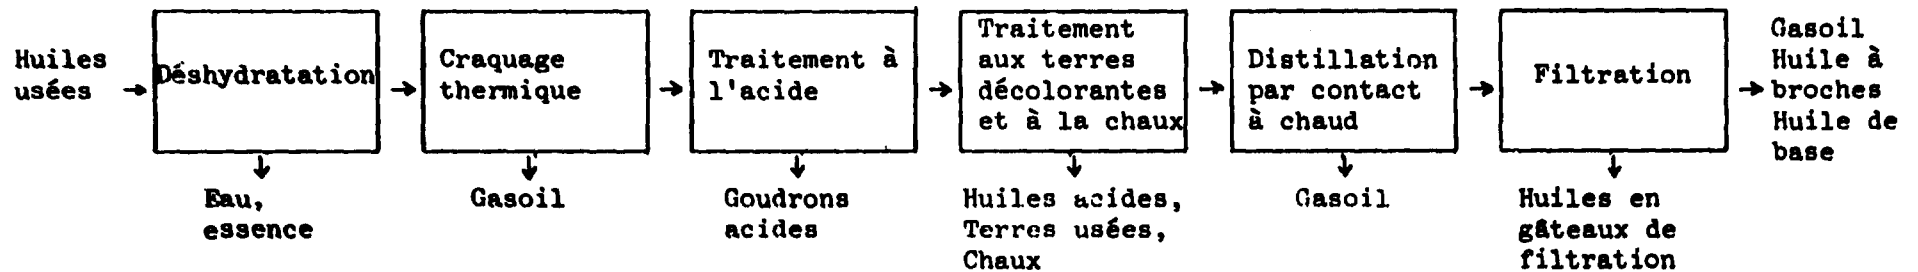 Huiles
usées
Déshydratation
Eau,
essence
Craquage
thermique
Gasoil
Traitement à
l'acide
Goudrons
acides
Traitement
aux terres
décolorantes
et à la chaux
Huiles acides,
Terres usées,
Chaux
Distillation
par contact
à chaud
Gasoil
Filtration
Huiles en
gâteaux de
filtration
Gasoil
Huile à
broches
Huile de
base